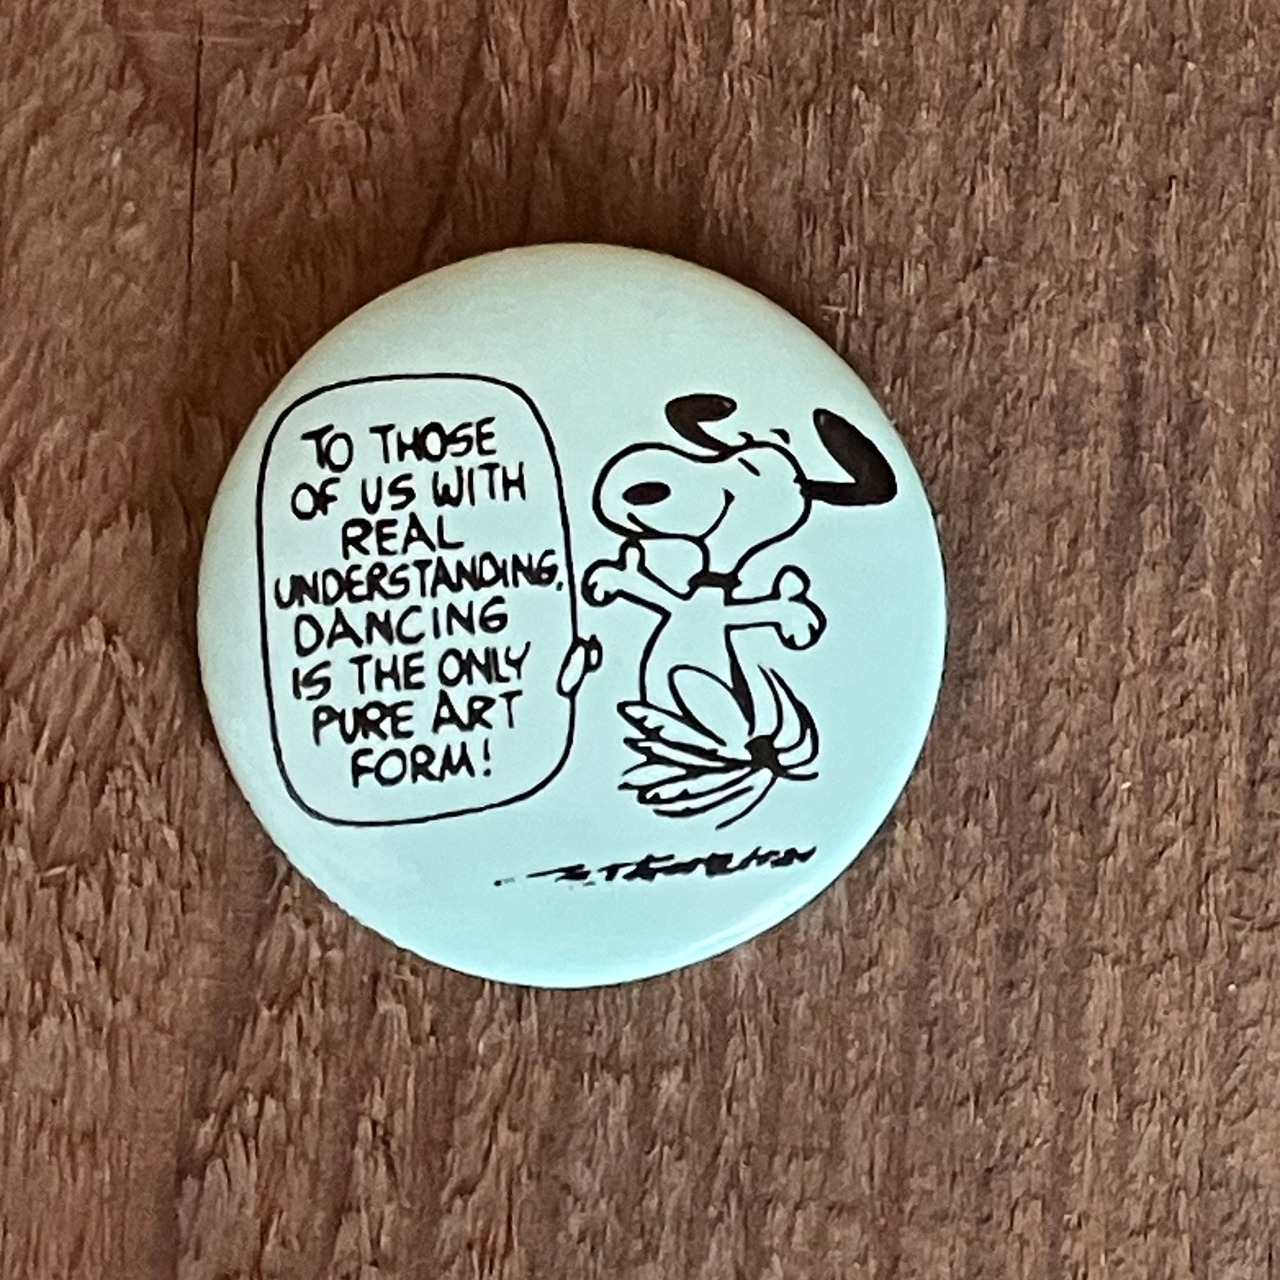 TO THOSE
OF US WITH
REAL
UNDERSTANDING,
DANCING
IS THE ONLY
PURE ART
FORM!